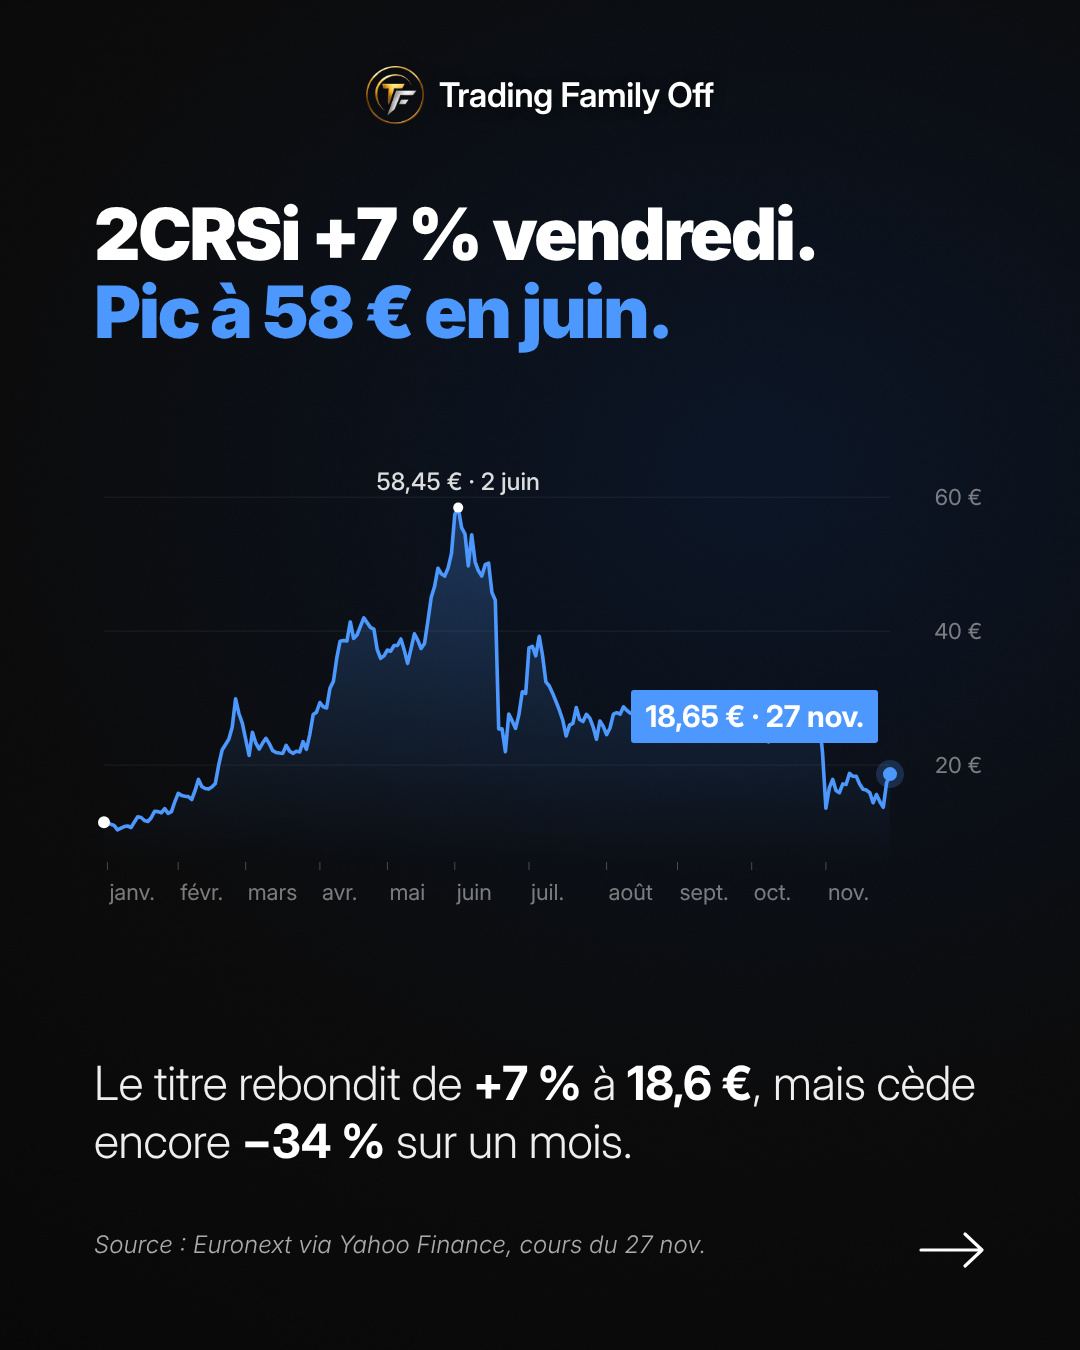 TF Trading Family Off
2CRSi +7 % vendredi.
Pic à 58 € en juin.
58,45 € · 2 juin
60 €
40 €
18,65 € · 27 nov.
20 €
janv. févr. mars avr. mai juin juil. août sept. oct. nov.
Le titre rebondit de +7 % à 18,6 €, mais cède
encore −34 % sur un mois.
Source : Euronext via Yahoo Finance, cours du 27 nov.